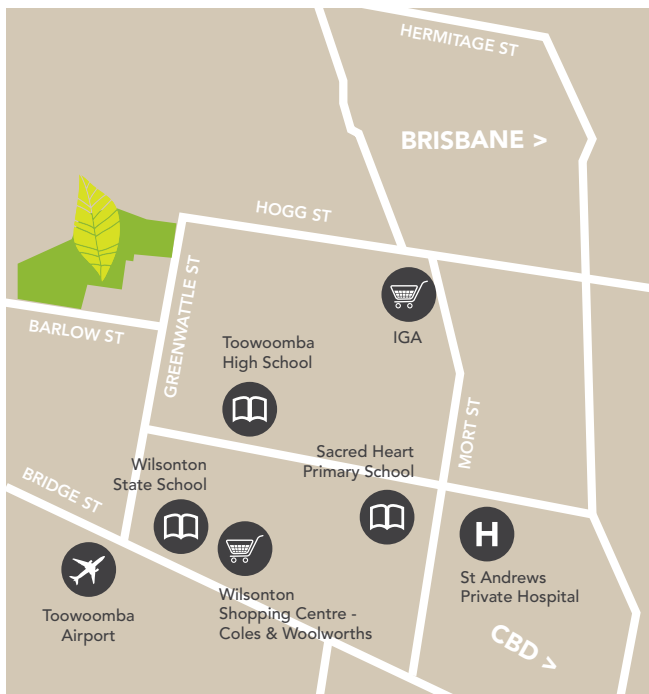 HERMITAGE ST
BRISBANE >
HOGG ST
GREENWATTLE ST
BARLOW ST
IGA
Toowoomba
High School
MORT ST
Sacred Heart
Primary School
Wilsonton
State School
BRIDGE ST
H
St Andrews
Private Hospital
Wilsonton
Shopping Centre -
Coles & Woolworths
Toowoomba
Airport
CBD >